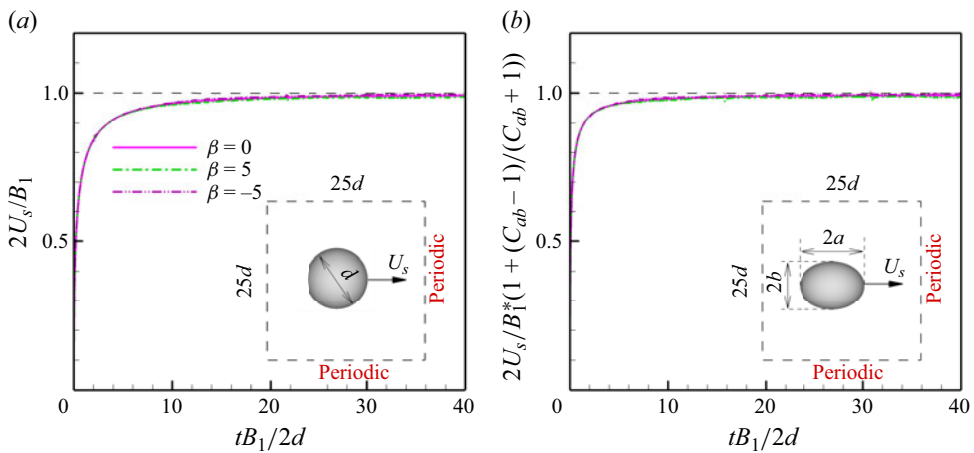 (a)
2U_s/B_1
1.0
0.5
0
10
20
30
40
tB_1/2d
β = 0
β = 5
β = –5
25d
25d
d
U_s
Periodic
Periodic
(b)
2U_s/B_1^*(1 + (C_ab – 1)/(C_ab + 1))
1.0
0.5
0
10
20
30
40
tB_1/2d
25d
25d
2a
2b
U_s
Periodic
Periodic